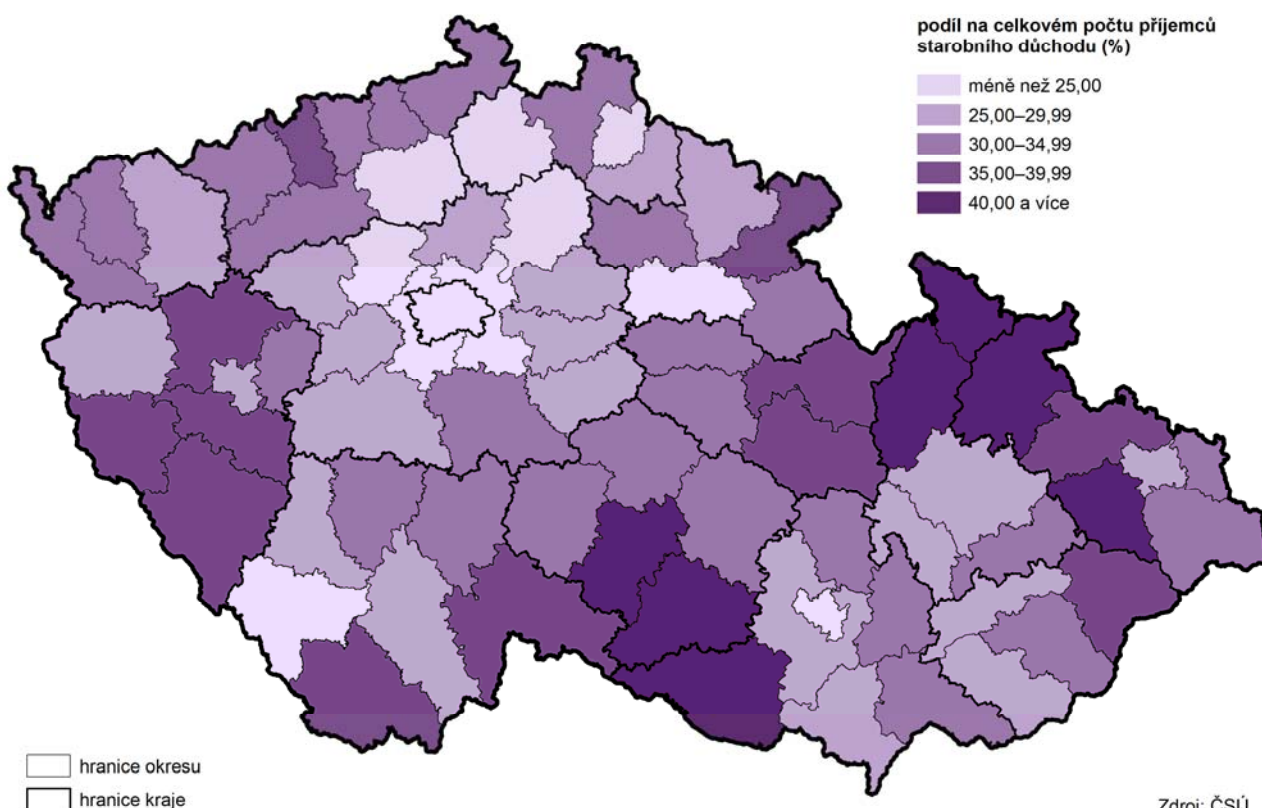 podíl na celkovém počtu příjemců
starobního důchodu (%)
méně než 25,00
25,00–29,99
30,00–34,99
35,00–39,99
40,00 a více
hranice okresu
hranice kraje
Zdroj: ČSÚ